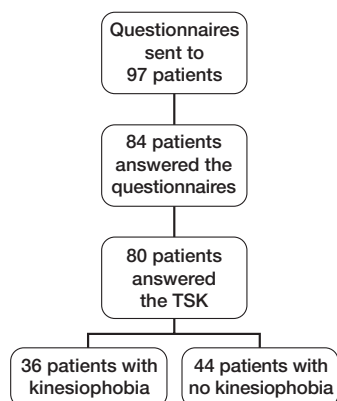 Questionnaires
sent to
97 patients
84 patients
answered the
questionnaires
80 patients
answered
the TSK
36 patients with
kinesiophobia
44 patients with
no kinesiophobia